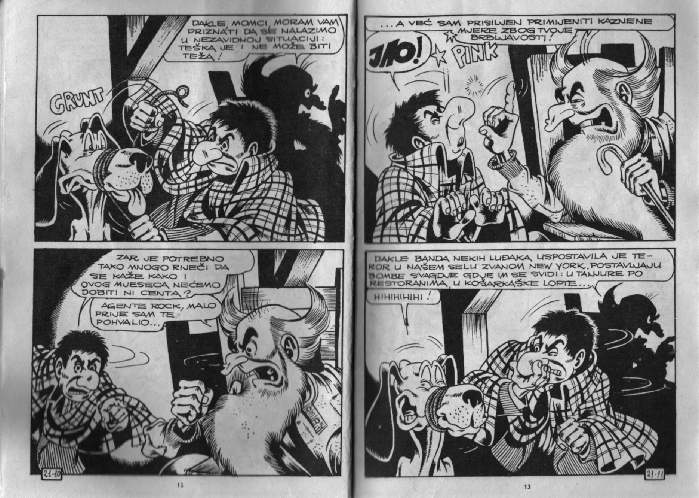 DAKLE, MOMCI, MORAM VAM
PRIZNATI DA SE NALAZIMO
U NEZAVIDNOJ SITUACIJI:
TEŠKA JE I NE MOŽE BITI
TEŽA!
GRUNT
ZAR JE POTREBNO
TAKO MNOGO RIJEČI DA
SE KAŽE KAKO I
OVOG MJESECA NEĆEMO
DOBITI NI CENTA?
AGENTE ROCK, MALO
PRIJE SAM TE
POHVALIO...
...A VEĆ SAM PRISILJEN PRIMIJENITI KAZNENE
MJERE ZBOG TVOJE
BRBLJAVOSTI!
JAO!
PINK
DAKLE: BANDA NEKIH LUĐAKA, USPOSTAVILA JE TE-
ROR U NAŠEM SELU ZVANOM NEW YORK, POSTAVLJAJU
BOMBE SVAGDJE GDJE IM SE SVIDI: U TANJURE PO
RESTORANIMA, U KOŠARKAŠKE LOPTE...
HIHIHIHIHI!
13